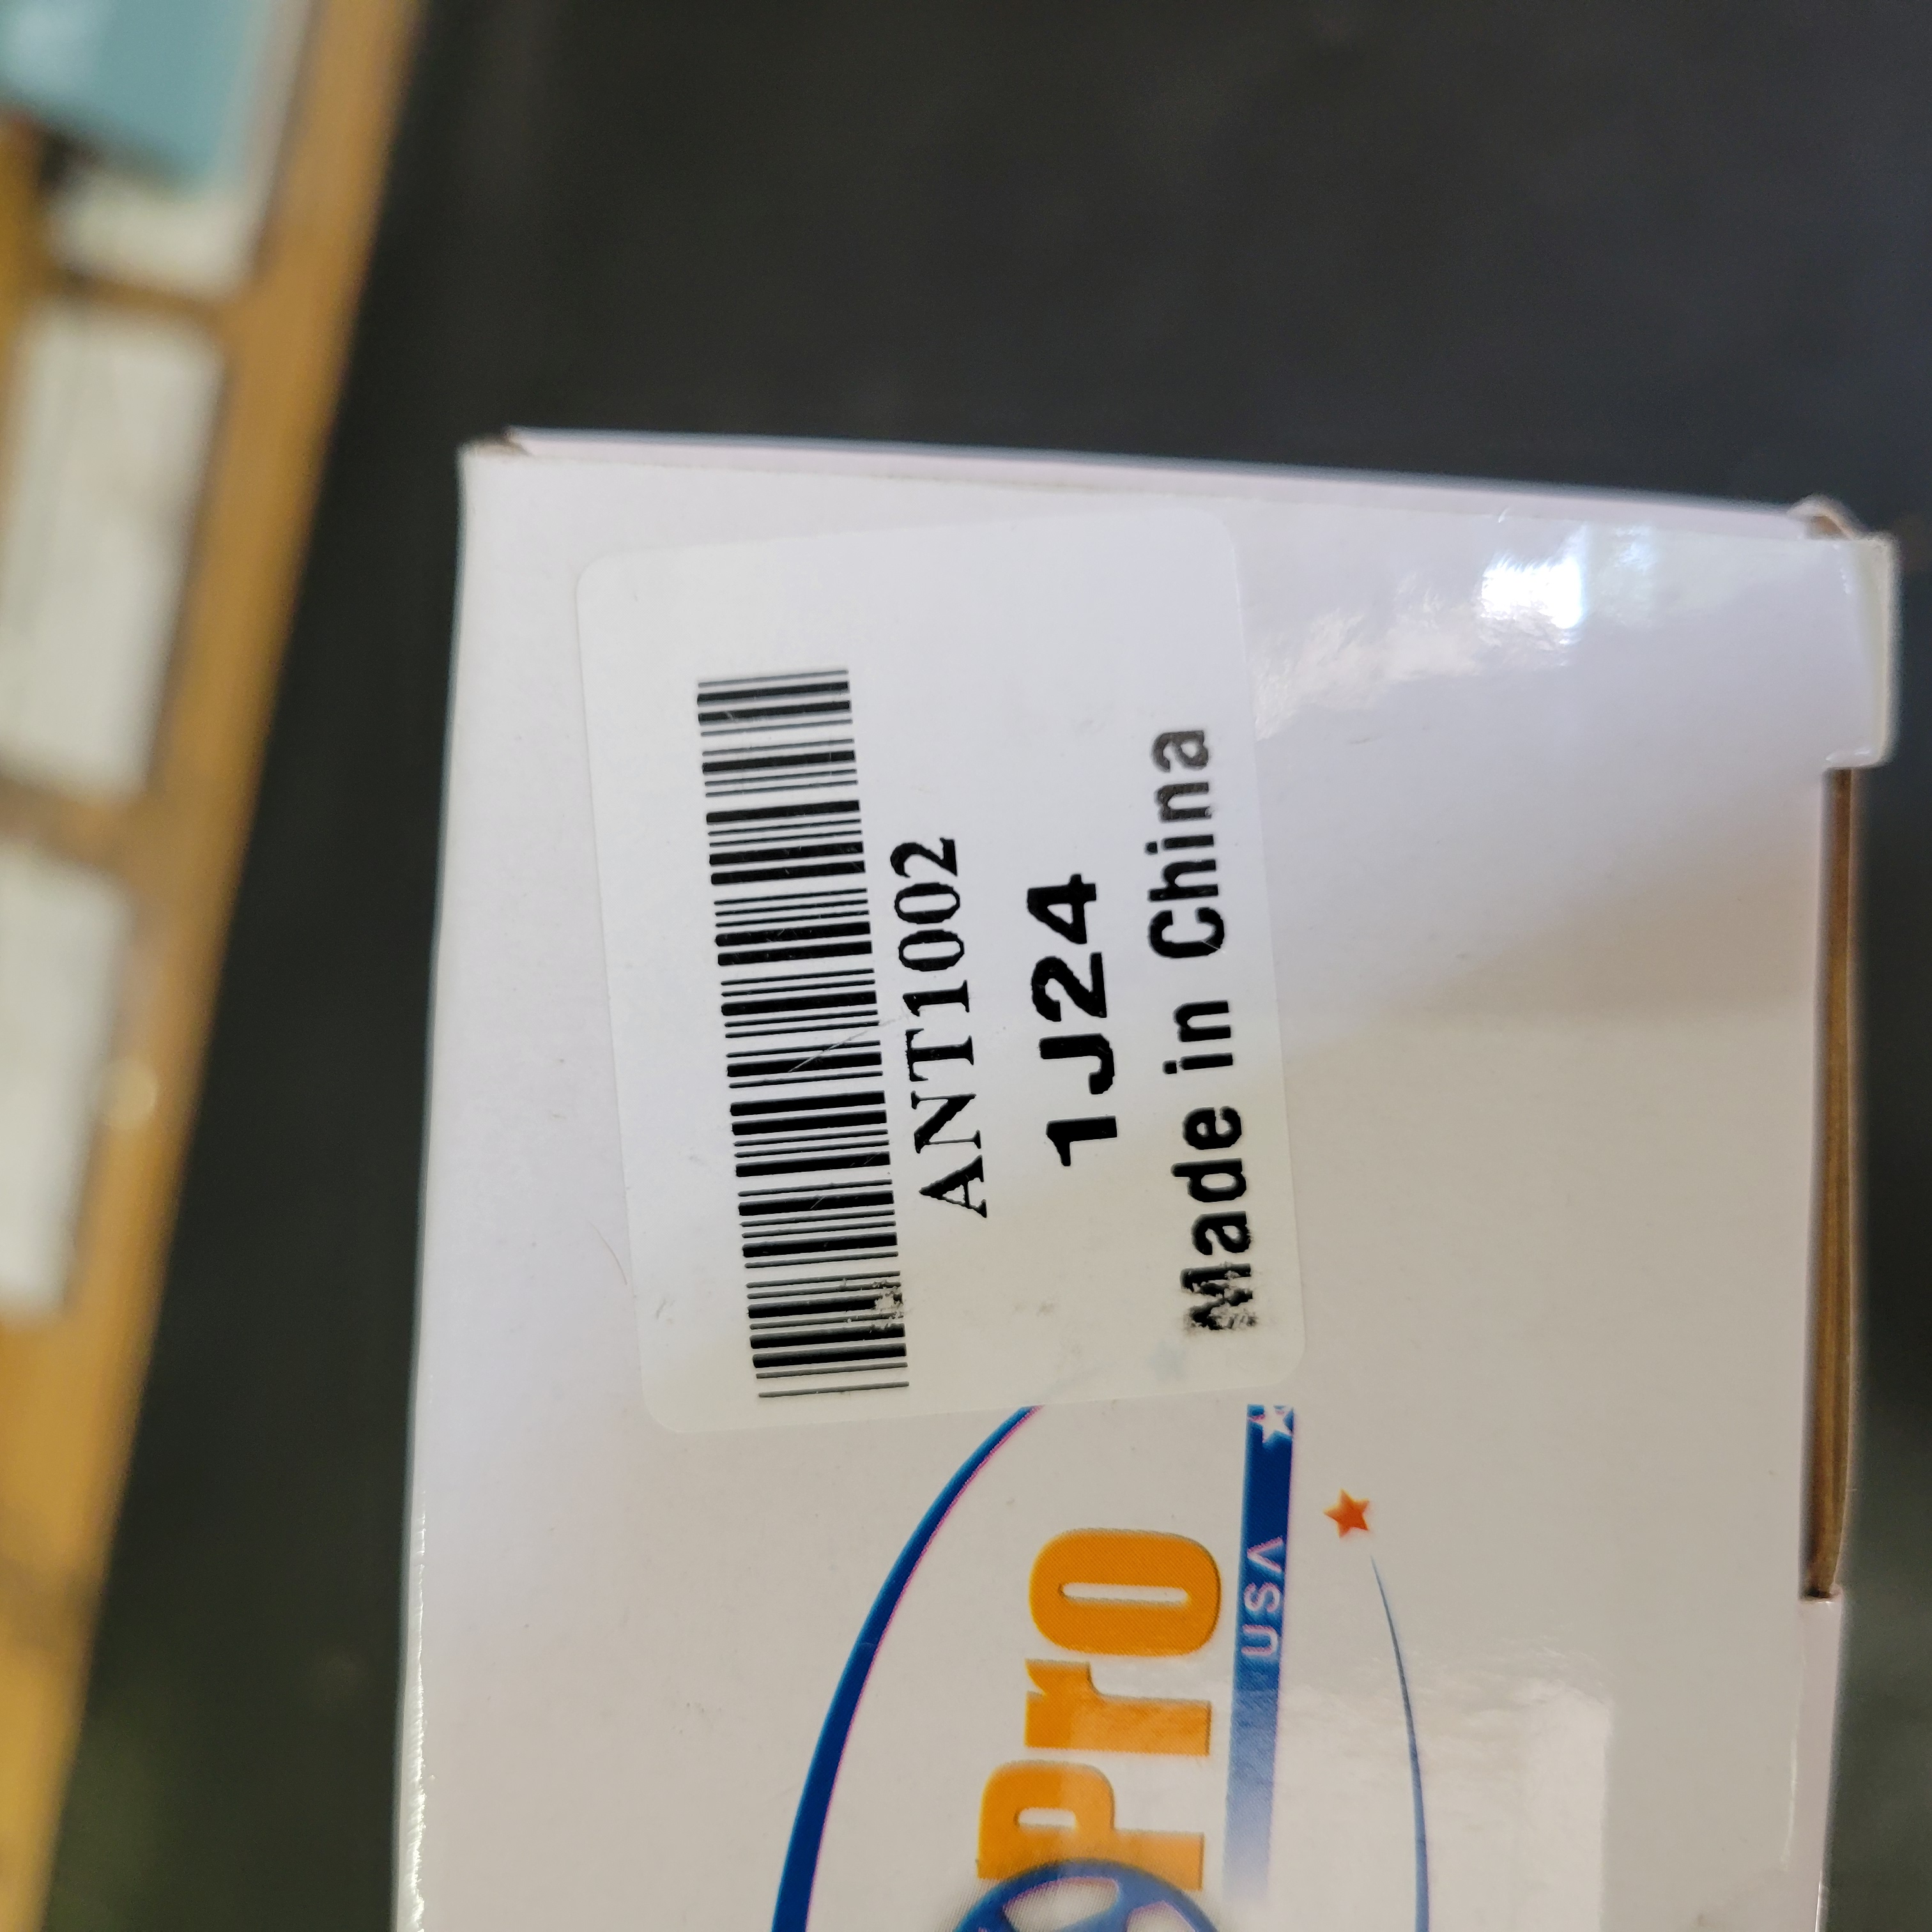 ANT1002
1J24
Made in China
Pro
USA